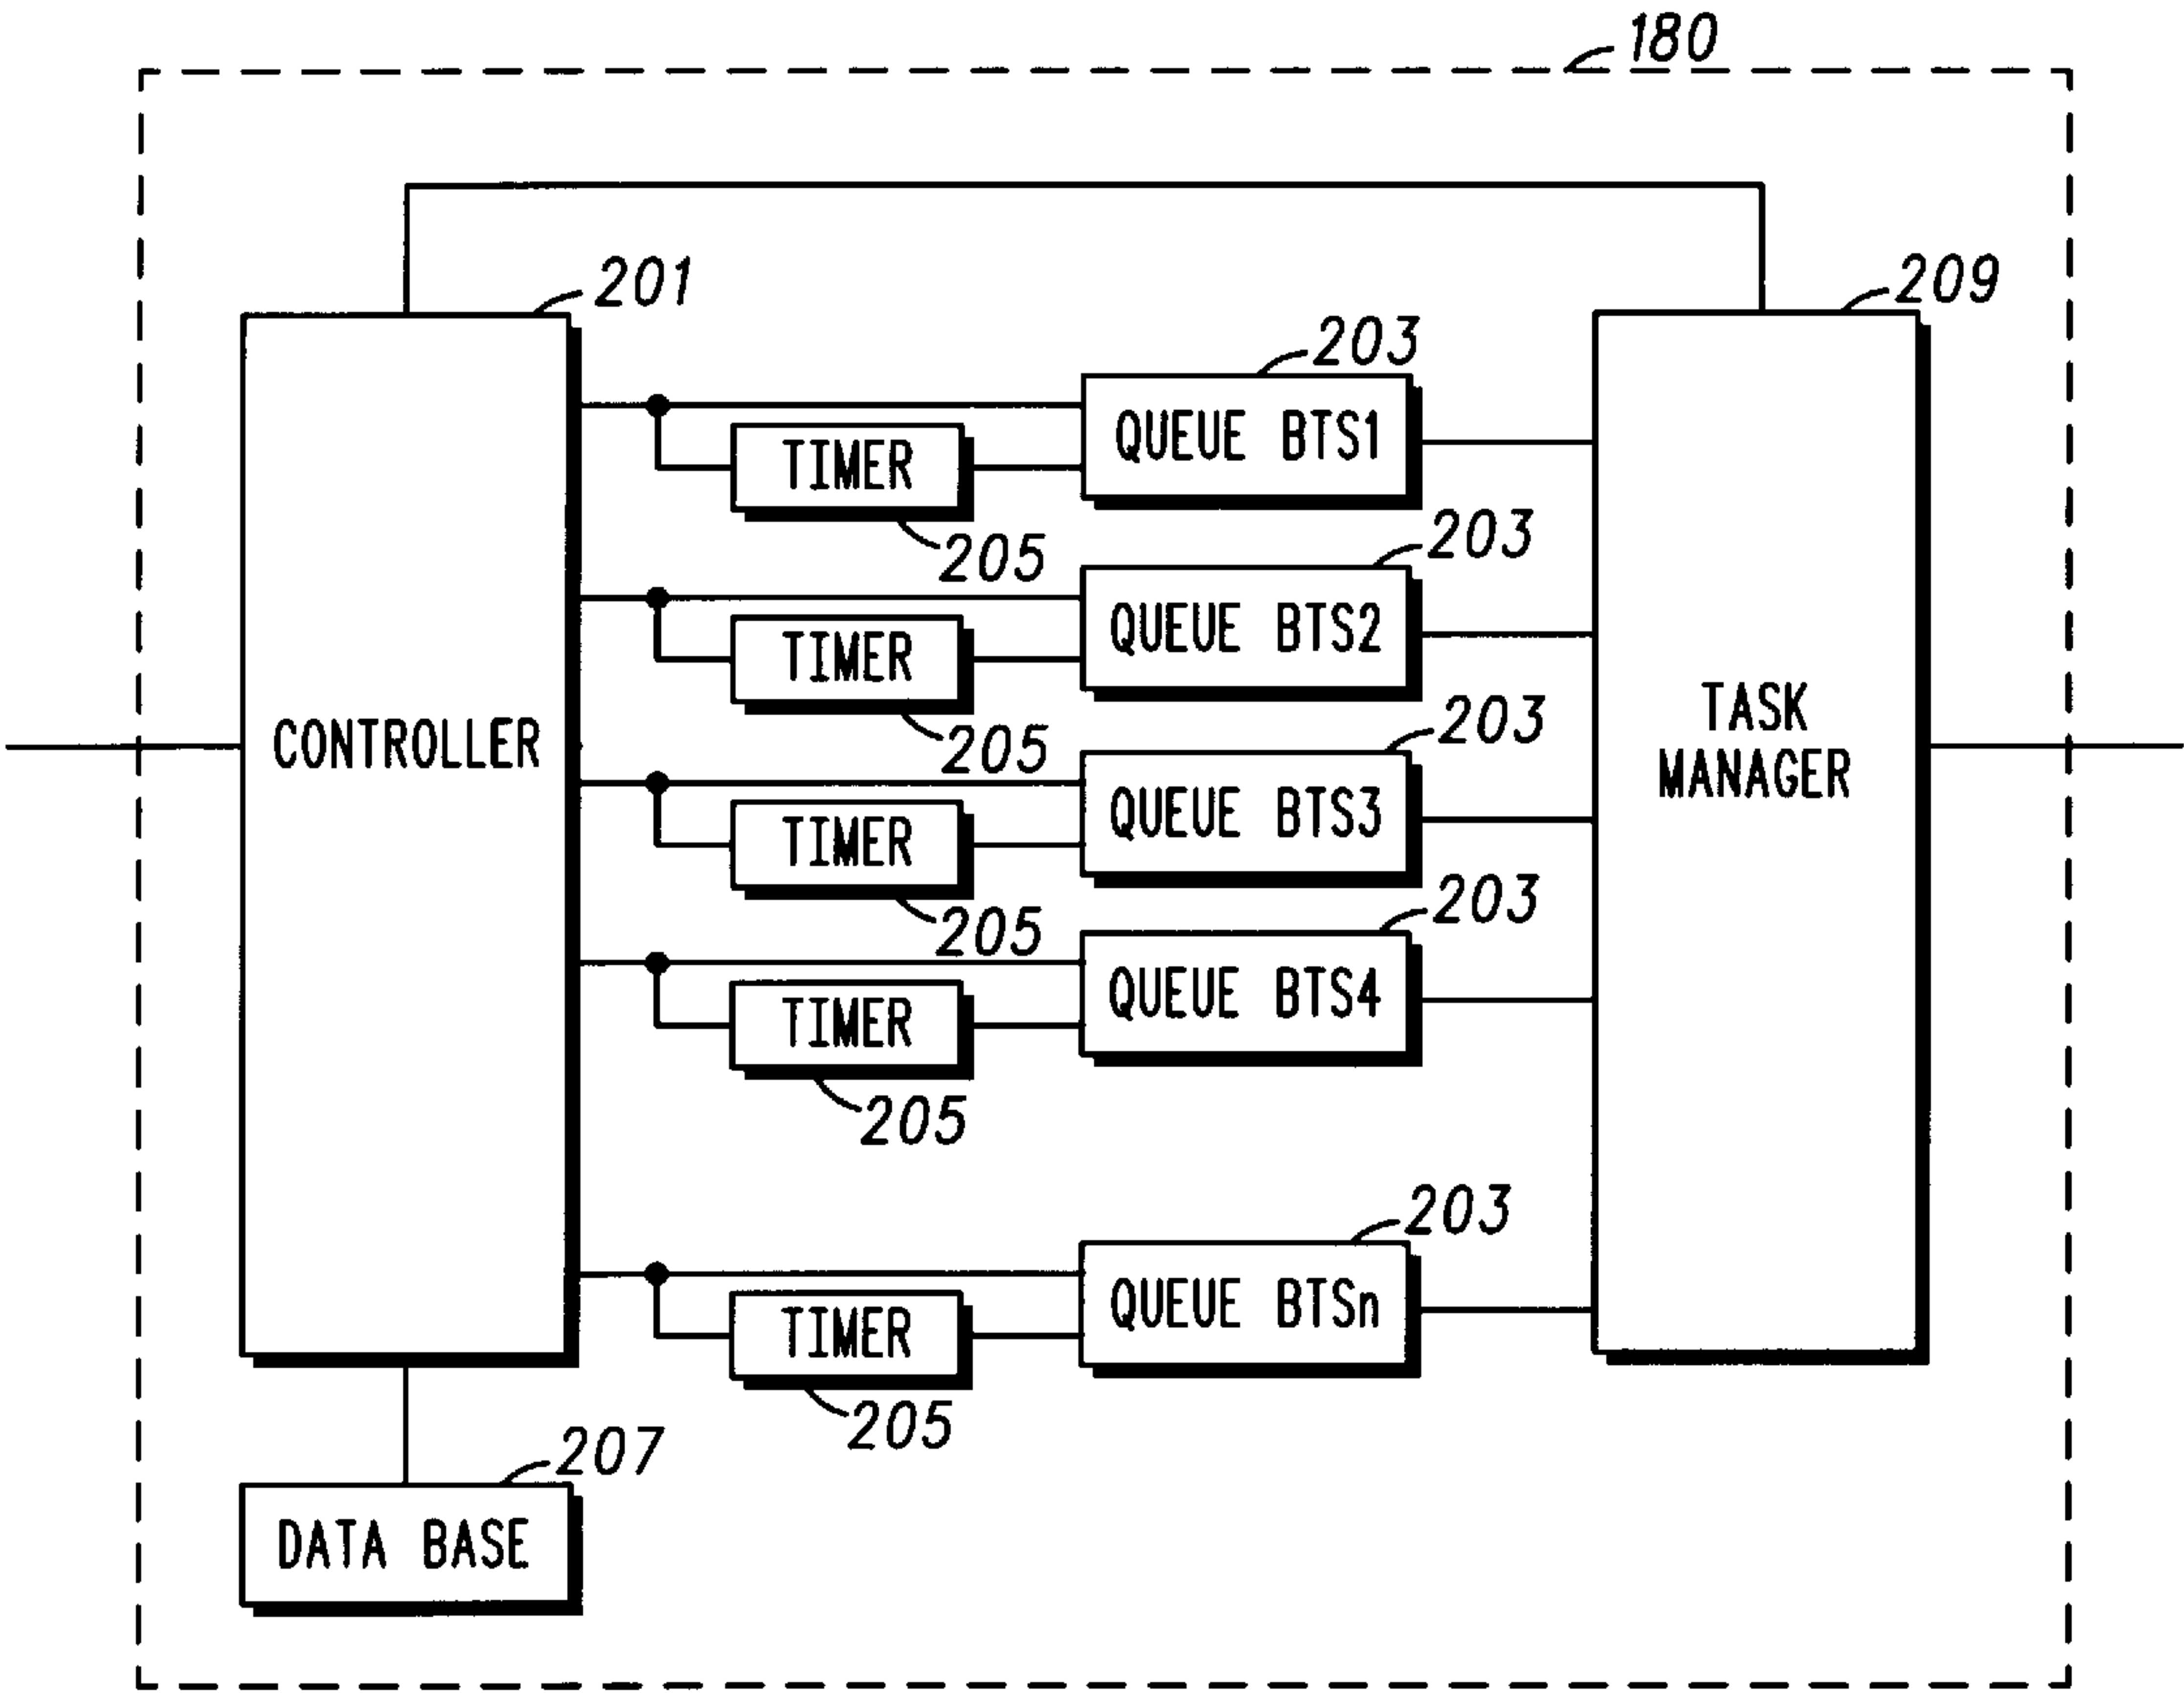 180
201
209
203
QUEUE BTS1
TIMER
205
203
QUEUE BTS2
TIMER
205
CONTROLLER
TASK
MANAGER
203
QUEUE BTS3
TIMER
205
203
QUEUE BTS4
TIMER
205
203
QUEUE BTSn
TIMER
205
207
DATA BASE